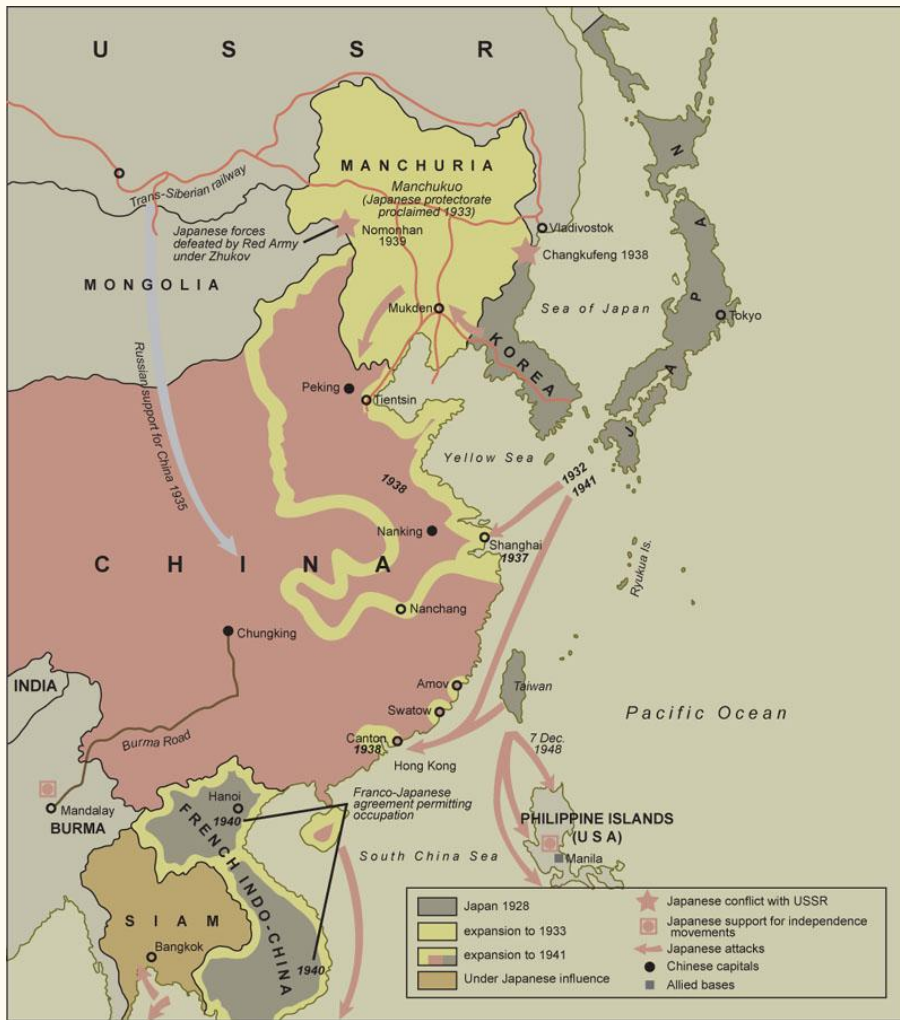 U S S R
MANCHURIA
Manchukuo
(Japanese protectorate
proclaimed 1933)
Trans-Siberian railway
Japanese forces
defeated by Red Army
under Zhukov
Nomonhan
1939
Vladivostok
Changkufeng 1938
MONGOLIA
Sea of Japan
JAPAN
Mukden
Tokyo
KOREA
Peking
Tientsin
Russian support for China 1935
Yellow Sea
1938
1932
1941
Nanking
Shanghai
1937
CHINA
Ryukua Is.
Nanchang
Chungking
INDIA
Amov
Taiwan
Swatow
Pacific Ocean
Burma Road
Canton
1938
7 Dec.
1948
Hong Kong
Franco-Japanese
agreement permitting
occupation
Hanoi
1940
Mandalay
BURMA
PHILIPPINE ISLANDS
(USA)
Manila
FRENCH INDO-CHINA
South China Sea
SIAM
Bangkok
1940
Japan 1928
expansion to 1933
expansion to 1941
Under Japanese influence
Japanese conflict with USSR
Japanese support for independence
movements
Japanese attacks
Chinese capitals
Allied bases